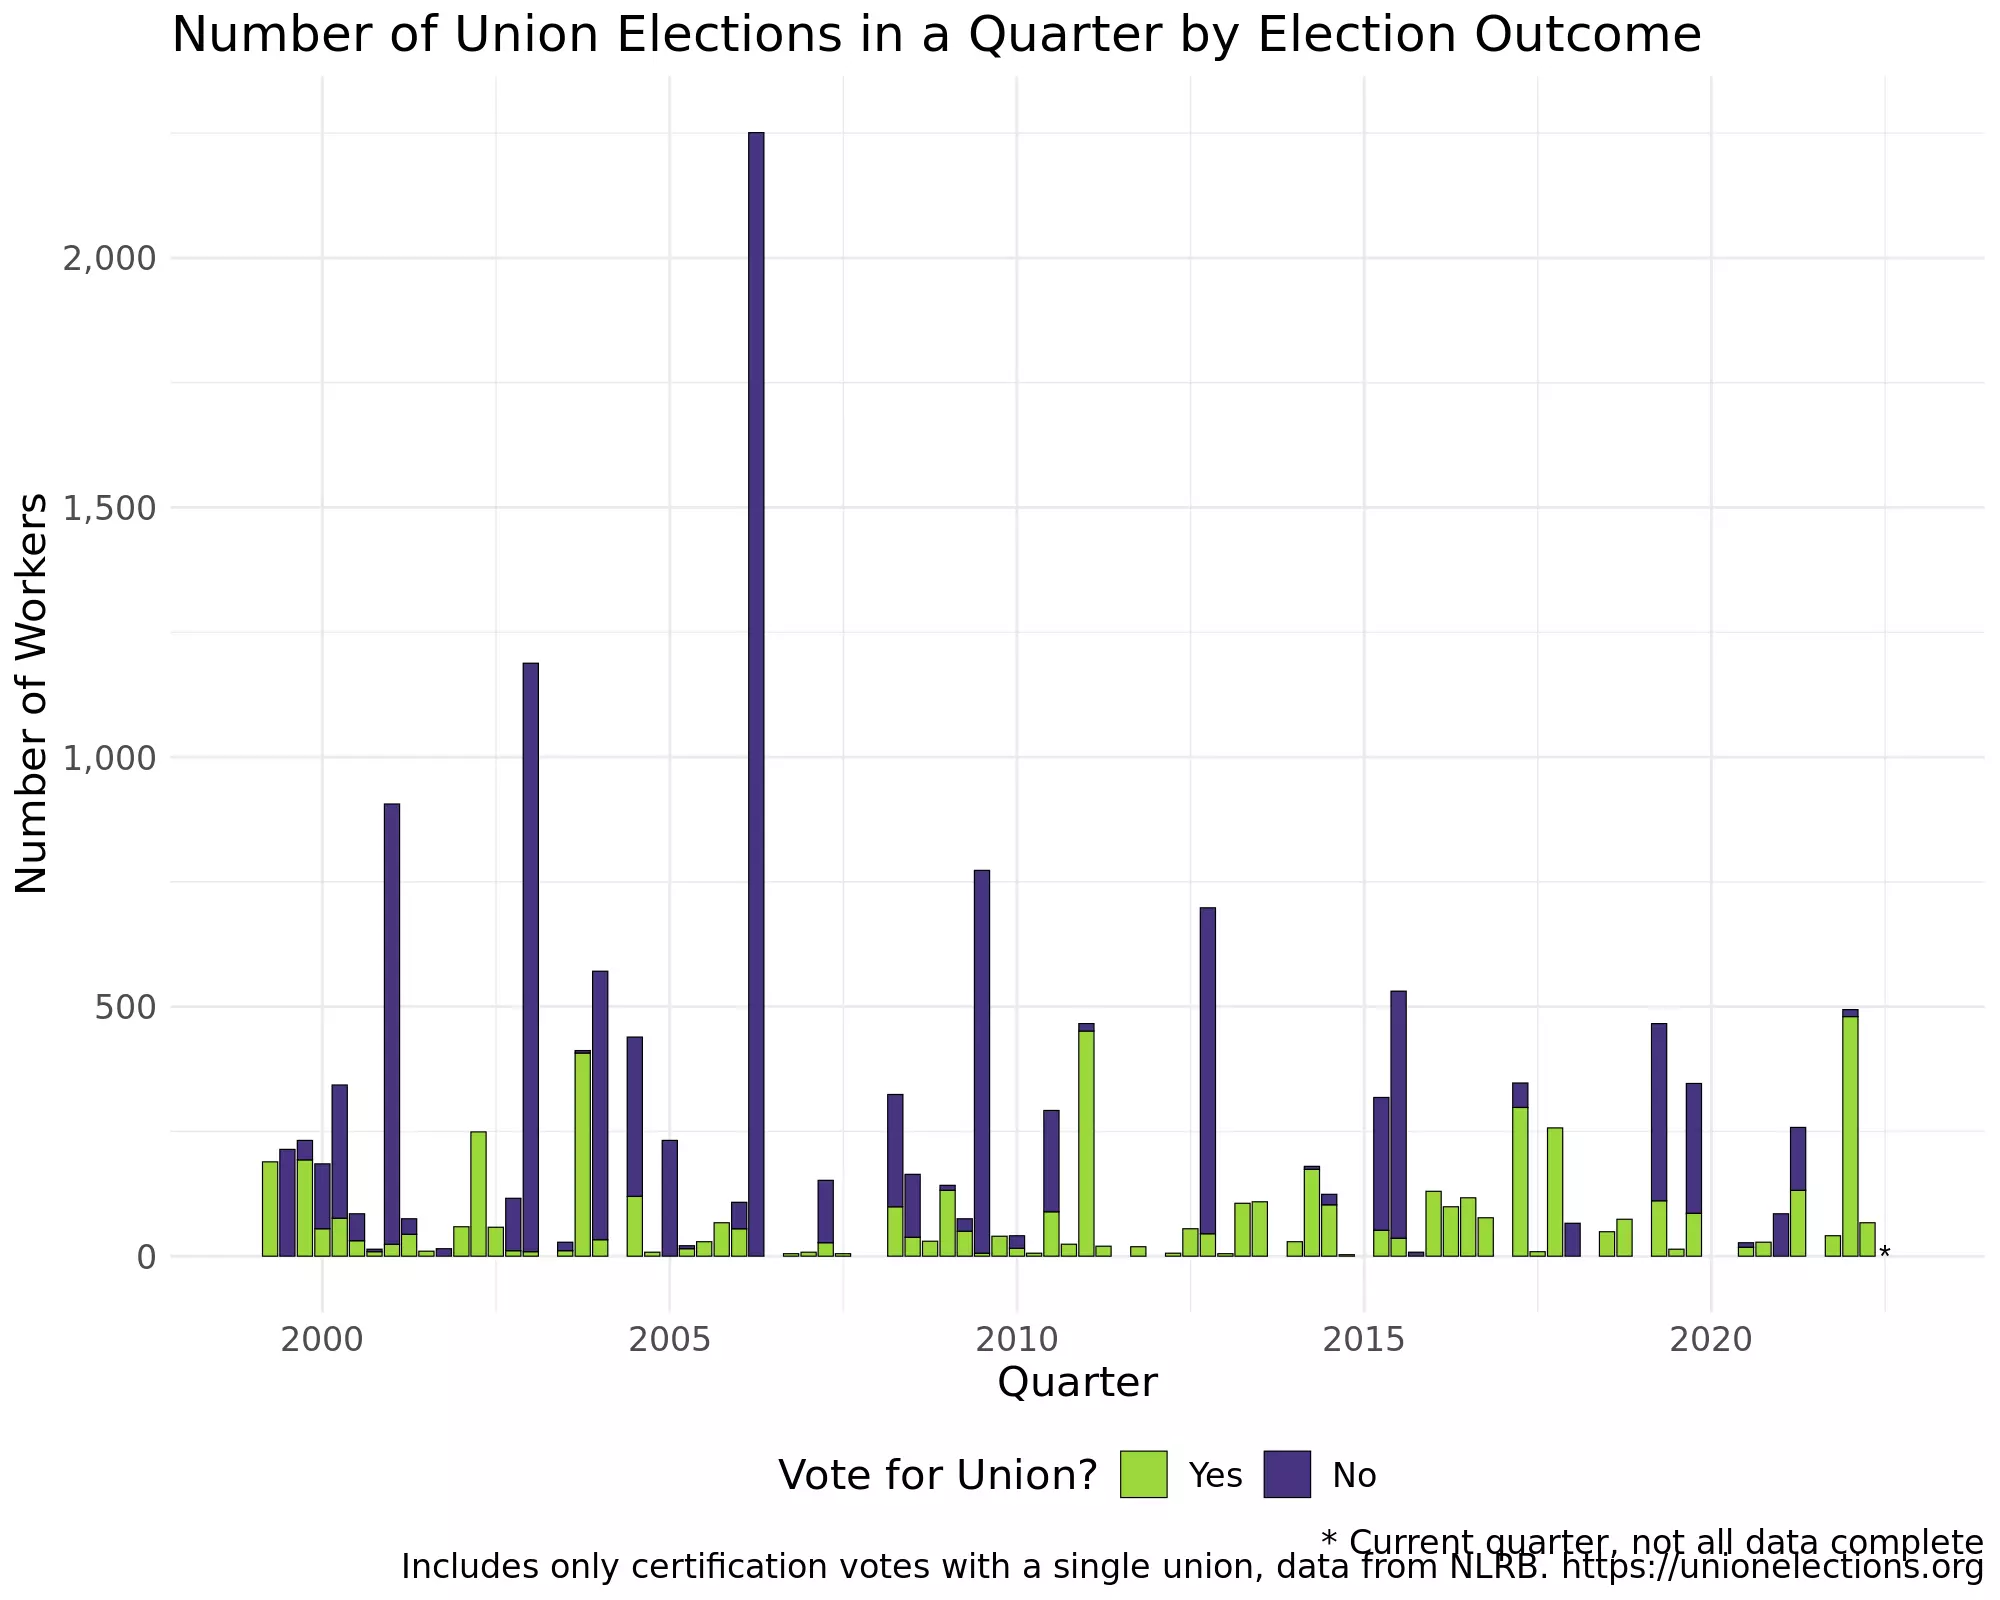 Number of Union Elections in a Quarter by Election Outcome
Number of Workers
2,000
1,500
1,000
500
0
*
2000 2005 2010 2015 2020
Quarter
Vote for Union? Yes No
* Current quarter, not all data complete
Includes only certification votes with a single union, data from NLRB. https://unionelections.org